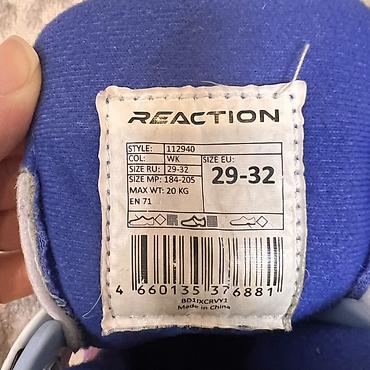 REACTION
STYLE: 112940
COL: WK SIZE EU:
SIZE RU: 29-32
SIZE MP: 184-205 29-32
MAX WT: 20 KG
EN 71
4 660135 376881
BD1IXCRVY1
Made in China